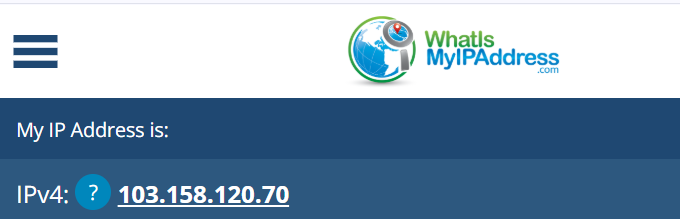 WhatIs
MyIPAddress
.com
My IP Address is:
IPv4: ? 103.158.120.70